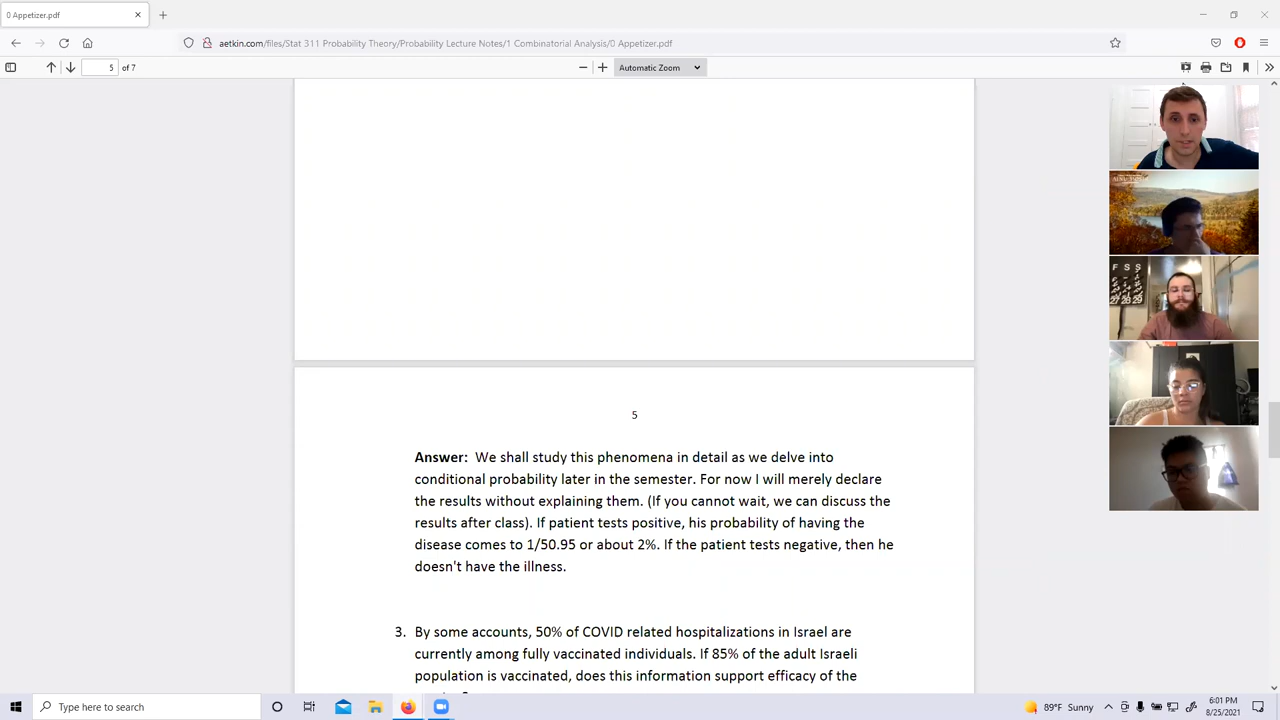 0 Appetizer.pdf
aetkin.com/files/Stat 311 Probability Theory/Probability Lecture Notes/1 Combinatorial Analysis/0 Appetizer.pdf
5 of 7
Automatic Zoom
F S S
27 28 29
5
Answer: We shall study this phenomena in detail as we delve into
conditional probability later in the semester. For now I will merely declare
the results without explaining them. (If you cannot wait, we can discuss the
results after class). If patient tests positive, his probability of having the
disease comes to 1/50.95 or about 2%. If the patient tests negative, then he
doesn't have the illness.
3. By some accounts, 50% of COVID related hospitalizations in Israel are
currently among fully vaccinated individuals. If 85% of the adult Israeli
population is vaccinated, does this information support efficacy of the
Type here to search
89°F Sunny
6:01 PM
8/25/2021